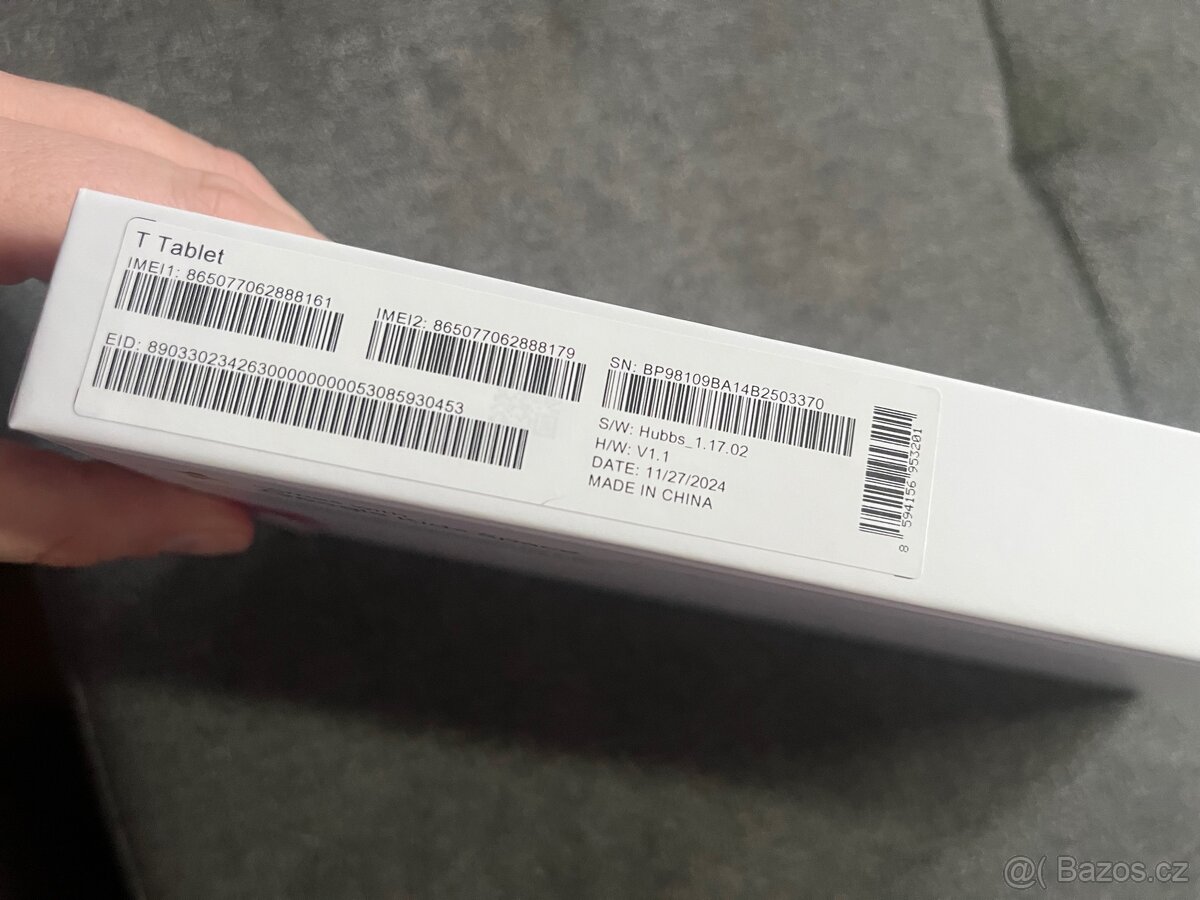 T Tablet
IMEI1: 865077062888161
IMEI2: 865077062888179
EID: 89033023426300000000053085930453
SN: BP98109BA14B2503370
S/W: Hubbs_1.17.02
H/W: V1.1
DATE: 11/27/2024
MADE IN CHINA
8 594156 953201
@( Bazos.cz